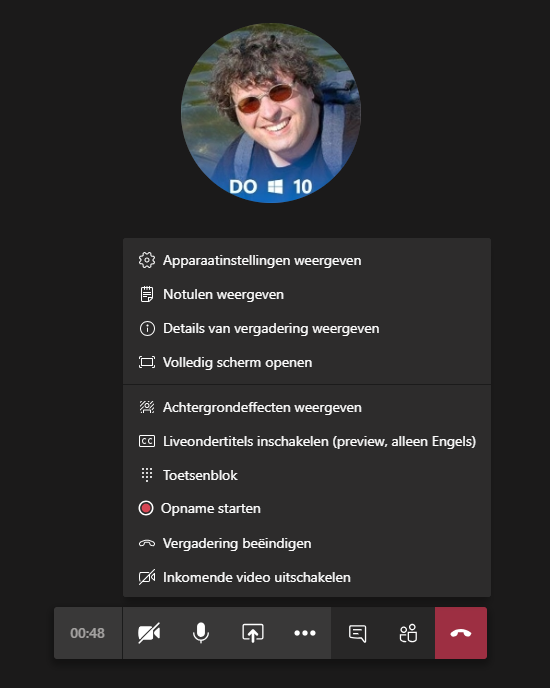 DO 10
Apparaatinstellingen weergeven
Notulen weergeven
Details van vergadering weergeven
Volledig scherm openen
Achtergrondeffecten weergeven
CC Liveondertitels inschakelen (preview, alleen Engels)
Toetsenblok
Opname starten
Vergadering beëindigen
Inkomende video uitschakelen
00:48